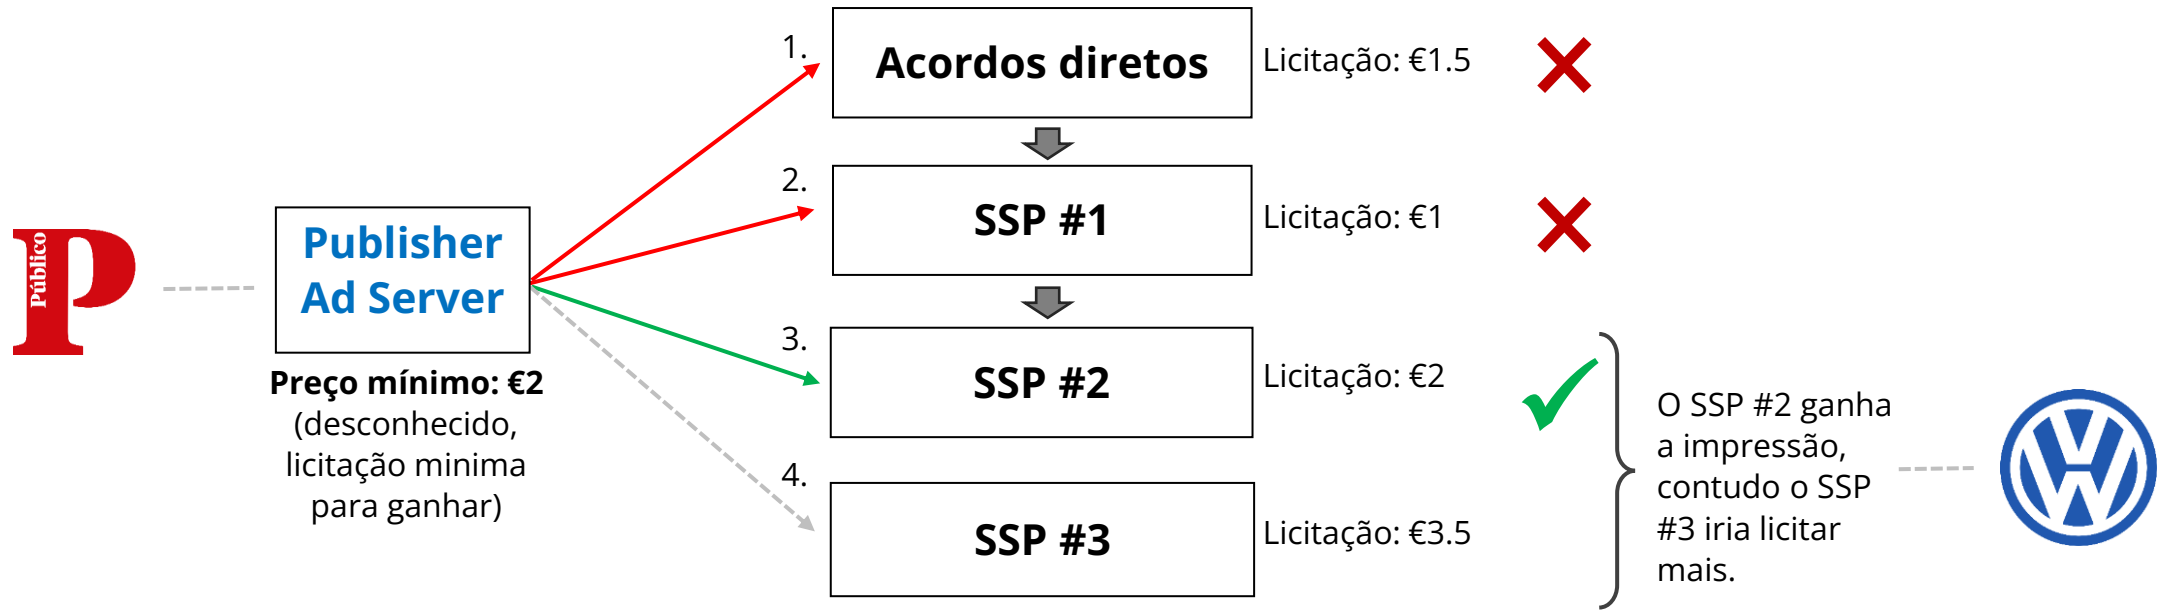 1.
Acordos diretos
Licitação: €1.5
2.
SSP #1
Licitação: €1
Público
Publisher
Ad Server
Preço mínimo: €2
(desconhecido,
licitação minima
para ganhar)
3.
SSP #2
Licitação: €2
4.
SSP #3
Licitação: €3.5
O SSP #2 ganha
a impressão,
contudo o SSP
#3 iria licitar
mais.